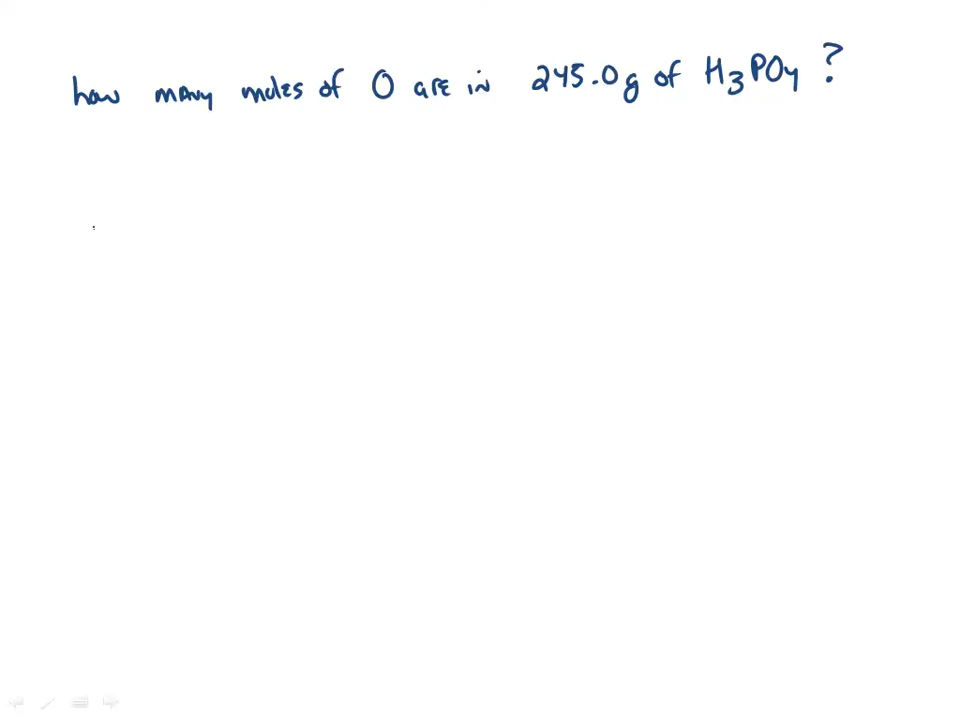 how many moles of O are in 245.0g of H₃PO₄ ?